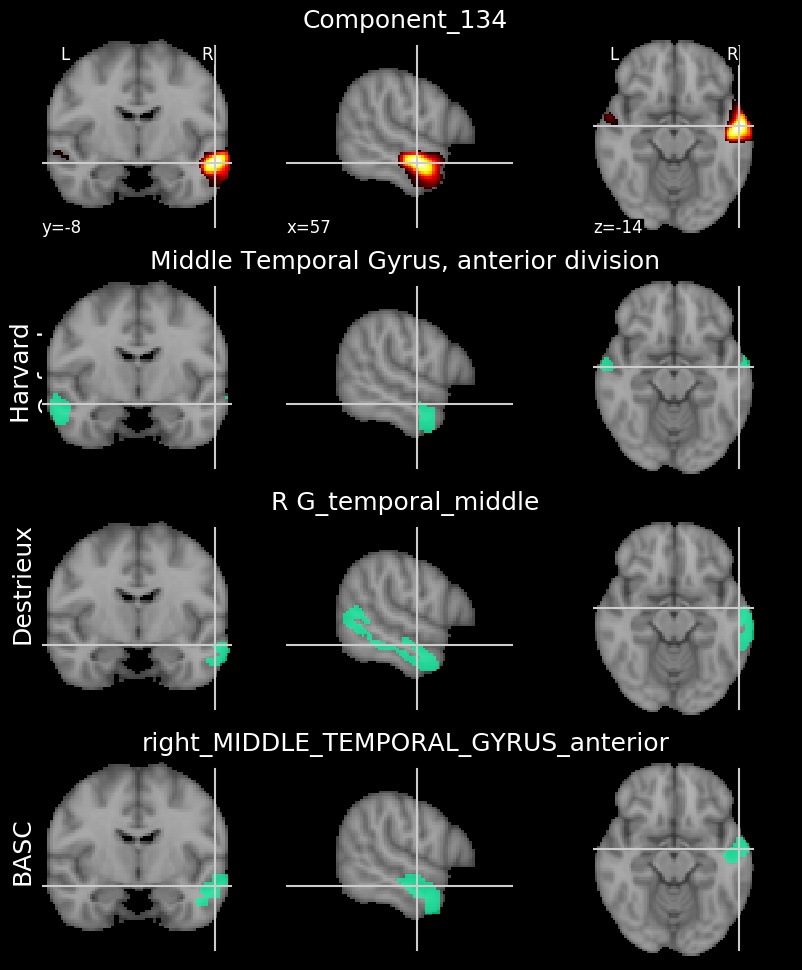 Component_134
L R L R
y=-8 x=57 z=-14
Middle Temporal Gyrus, anterior division
Harvard
R G_temporal_middle
Destrieux
right_MIDDLE_TEMPORAL_GYRUS_anterior
BASC